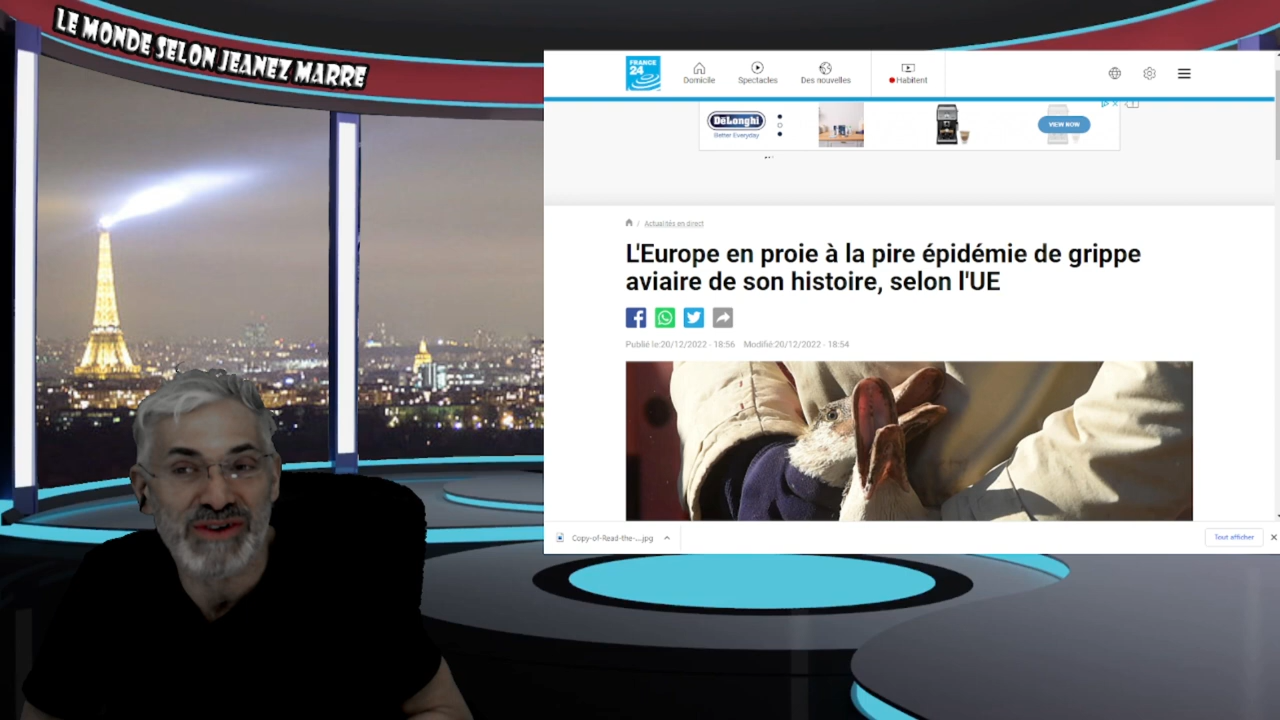 LE MONDE SELON JEANEZ MARRE
FRANCE
24
Domicile
Spectacles
Des nouvelles
Habitent
DeLonghi
Better Everyday
VIEW NOW
/ Actualités en direct
L'Europe en proie à la pire épidémie de grippe
aviaire de son histoire, selon l'UE
Publié le:20/12/2022 - 18:56 Modifié:20/12/2022 - 18:54
Copy-of-Read-the-....jpg
Tout afficher